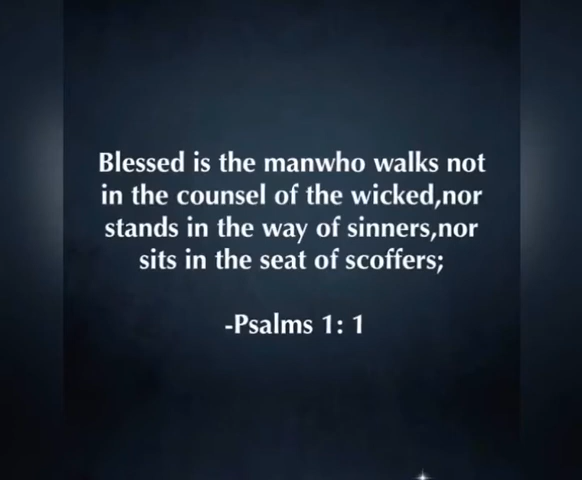 Blessed is the manwho walks not
in the counsel of the wicked,nor
stands in the way of sinners,nor
sits in the seat of scoffers;
-Psalms 1: 1